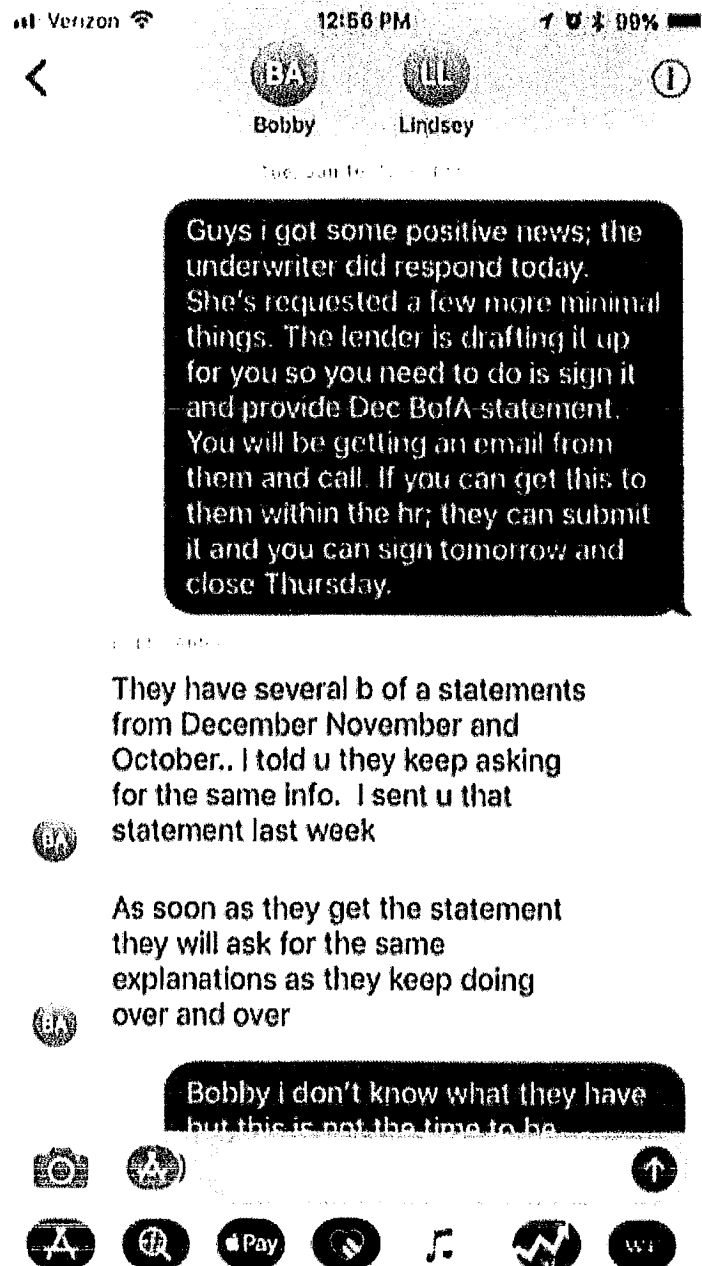 Verizon 12:50 PM 99%
BA LL
Bobby Lindsey
Guys i got some positive news; the
underwriter did respond today.
She's requested a few more minimal
things. The lender is drafting it up
for you so you need to do is sign it
and provide Dec BofA statement.
You will be getting an email from
them and call. If you can get this to
them within the hr; they can submit
it and you can sign tomorrow and
close Thursday.
They have several b of a statements
from December November and
October.. I told u they keep asking
for the same info.  I sent u that
statement last week
BA
As soon as they get the statement
they will ask for the same
explanations as they keep doing
over and over
BA
Bobby i don't know what they have
but this is not the time to be
Pay